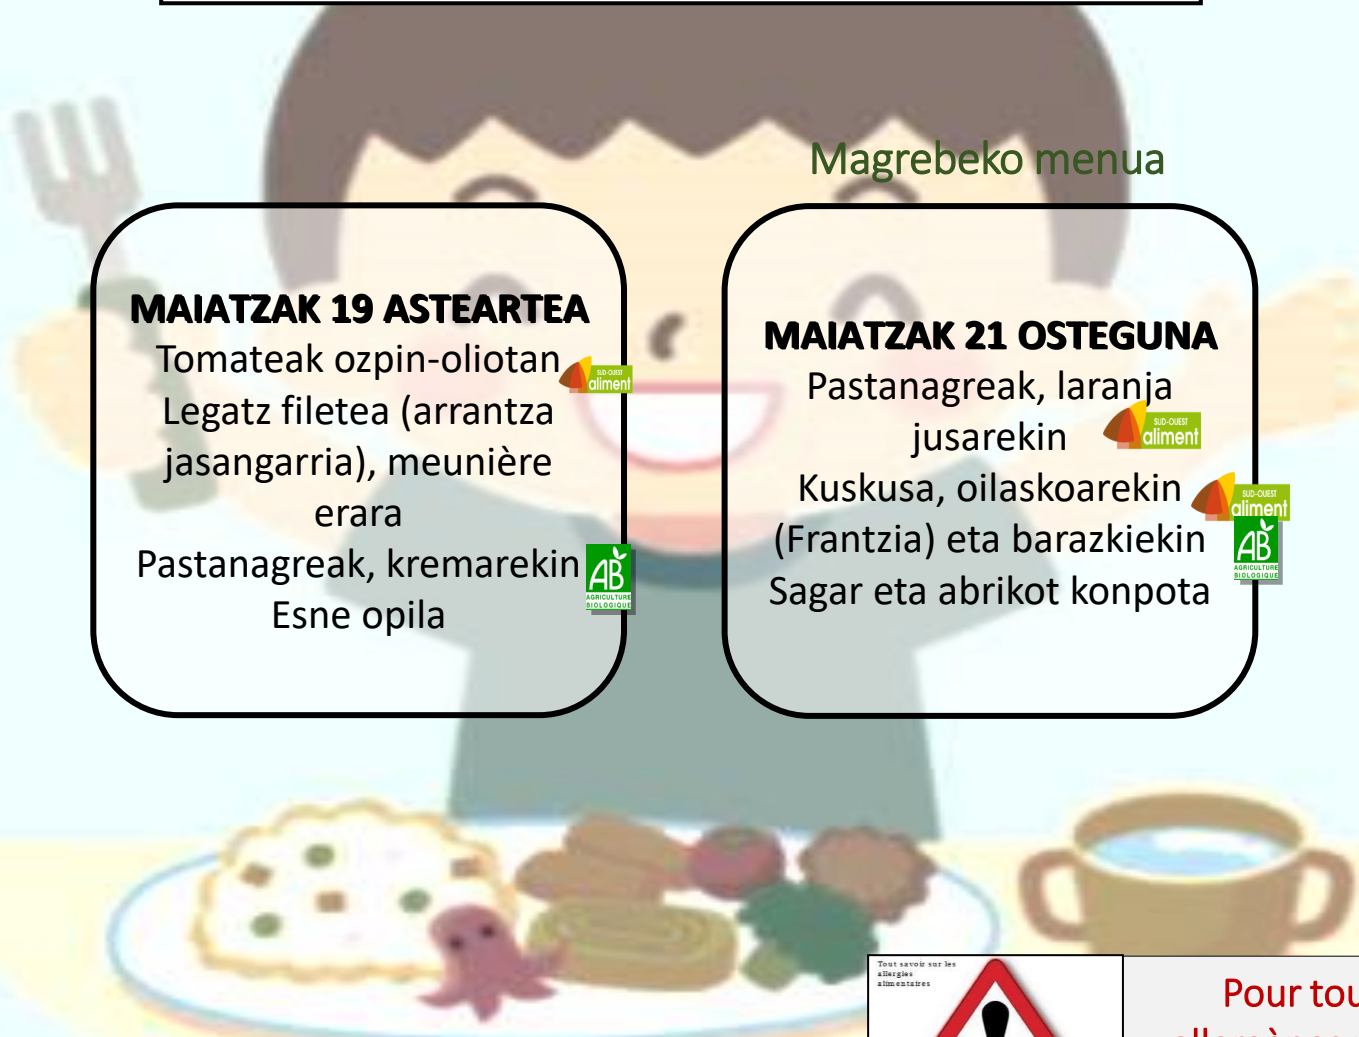 Magrebeko menua
MAIATZAK 19 ASTEARTEA
Tomateak ozpin-oliotan
SUD-OUEST
aliment
Legatz filetea (arrantza
jasangarria), meunière
erara
Pastanagreak, kremarekin
AB
AGRICULTURE
BIOLOGIQUE
Esne opila
MAIATZAK 21 OSTEGUNA
Pastanagreak, laranja
jusarekin
SUD-OUEST
aliment
Kuskusa, oilaskoarekin
SUD-OUEST
aliment
(Frantzia) eta barazkiekin
AB
AGRICULTURE
BIOLOGIQUE
Sagar eta abrikot konpota
Tout savoir sur les
allergies
alimentaires
Pour tou